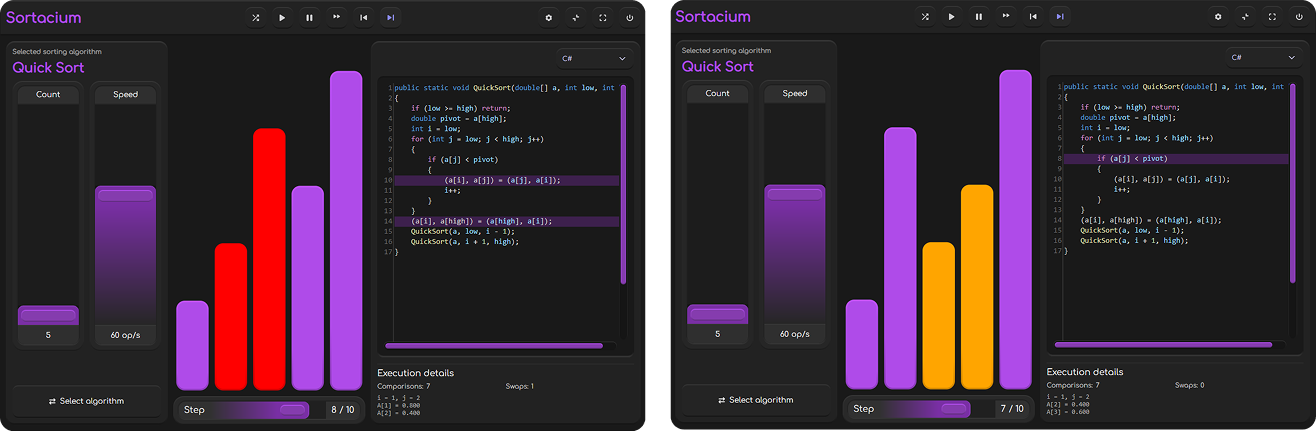 Sortacium
Selected sorting algorithm
Quick Sort
Count
Speed
5
60 op/s
Select algorithm
Step
8 / 10
C#
1 public static void QuickSort(double[] a, int low, int
2 {
3 if (low >= high) return;
4 double pivot = a[high];
5 int i = low;
6 for (int j = low; j < high; j++)
7 {
8 if (a[j] < pivot)
9 {
10 (a[i], a[j]) = (a[j], a[i]);
11 i++;
12 }
13 }
14 (a[i], a[high]) = (a[high], a[i]);
15 QuickSort(a, low, i - 1);
16 QuickSort(a, i + 1, high);
17 }
Execution details
Comparisons: 7 Swaps: 1
i = 1, j = 2
A[1] = 0.800
A[2] = 0.400
Sortacium
Selected sorting algorithm
Quick Sort
Count
Speed
5
60 op/s
Select algorithm
Step
7 / 10
C#
1 public static void QuickSort(double[] a, int low, int
2 {
3 if (low >= high) return;
4 double pivot = a[high];
5 int i = low;
6 for (int j = low; j < high; j++)
7 {
8 if (a[j] < pivot)
9 {
10 (a[i], a[j]) = (a[j], a[i]);
11 i++;
12 }
13 }
14 (a[i], a[high]) = (a[high], a[i]);
15 QuickSort(a, low, i - 1);
16 QuickSort(a, i + 1, high);
17 }
Execution details
Comparisons: 7 Swaps: 0
i = 1, j = 2
A[2] = 0.400
A[3] = 0.600